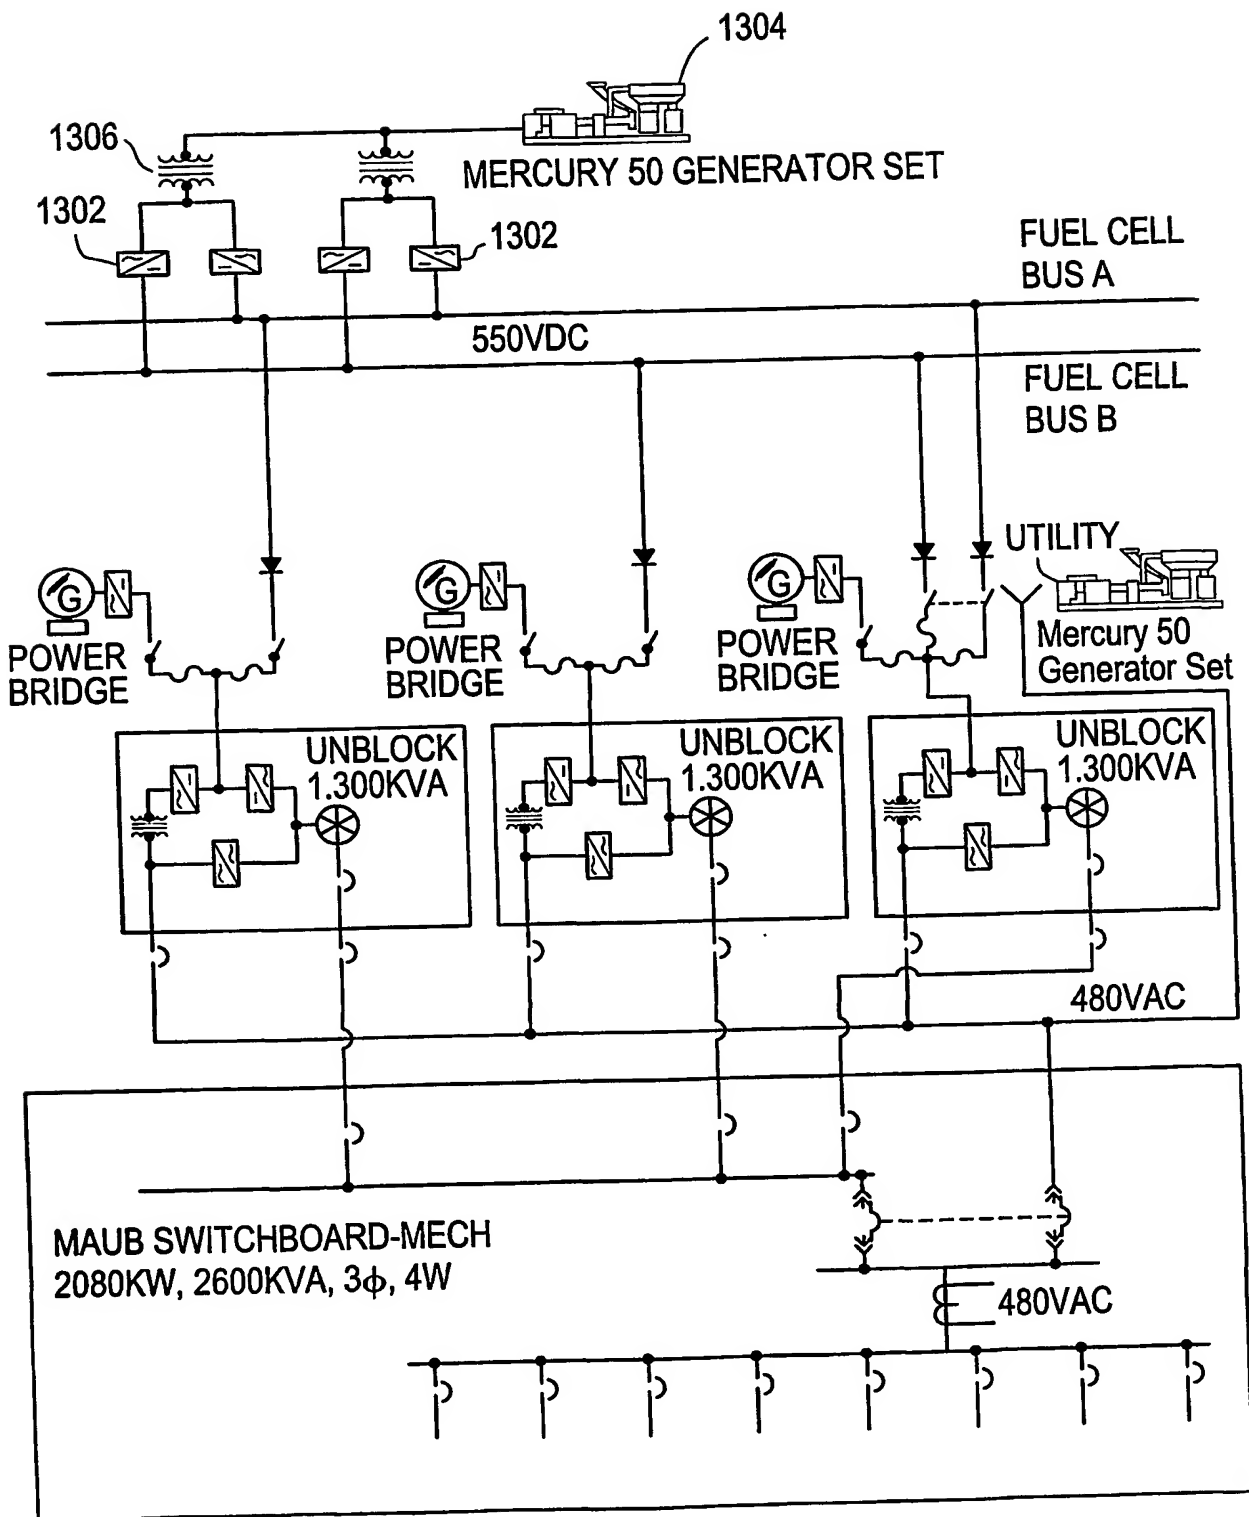 1304
1306
MERCURY 50 GENERATOR SET
1302
1302
FUEL CELL
BUS A
550VDC
FUEL CELL
BUS B
UTILITY
G
G
G
POWER
BRIDGE
POWER
BRIDGE
POWER
BRIDGE
Mercury 50
Generator Set
UNBLOCK
1.300KVA
UNBLOCK
1.300KVA
UNBLOCK
1.300KVA
480VAC
MAUB SWITCHBOARD-MECH
2080KW, 2600KVA, 3ϕ, 4W
480VAC